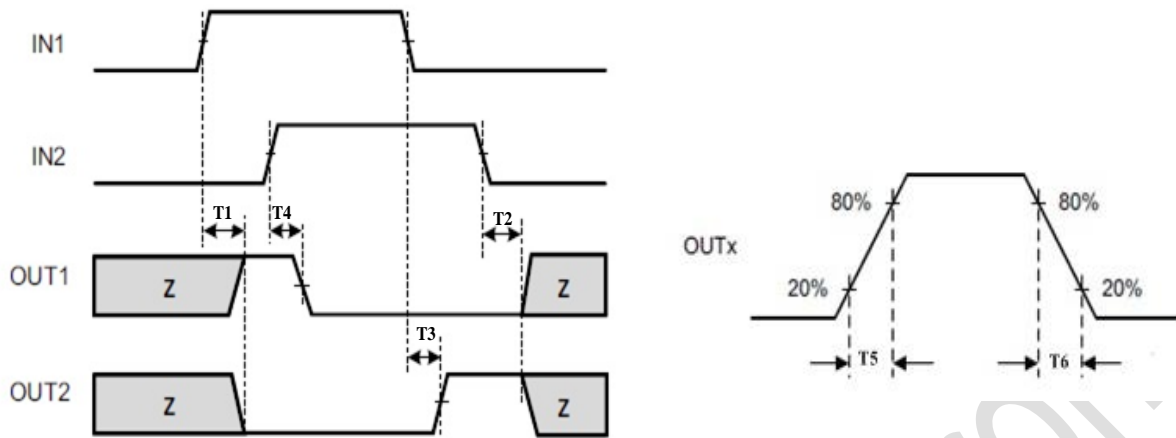 IN1
IN2
T1 T4 T2
OUT1 Z Z
T3
OUT2 Z Z
80% 80%
OUTx
20% 20%
T5 T6